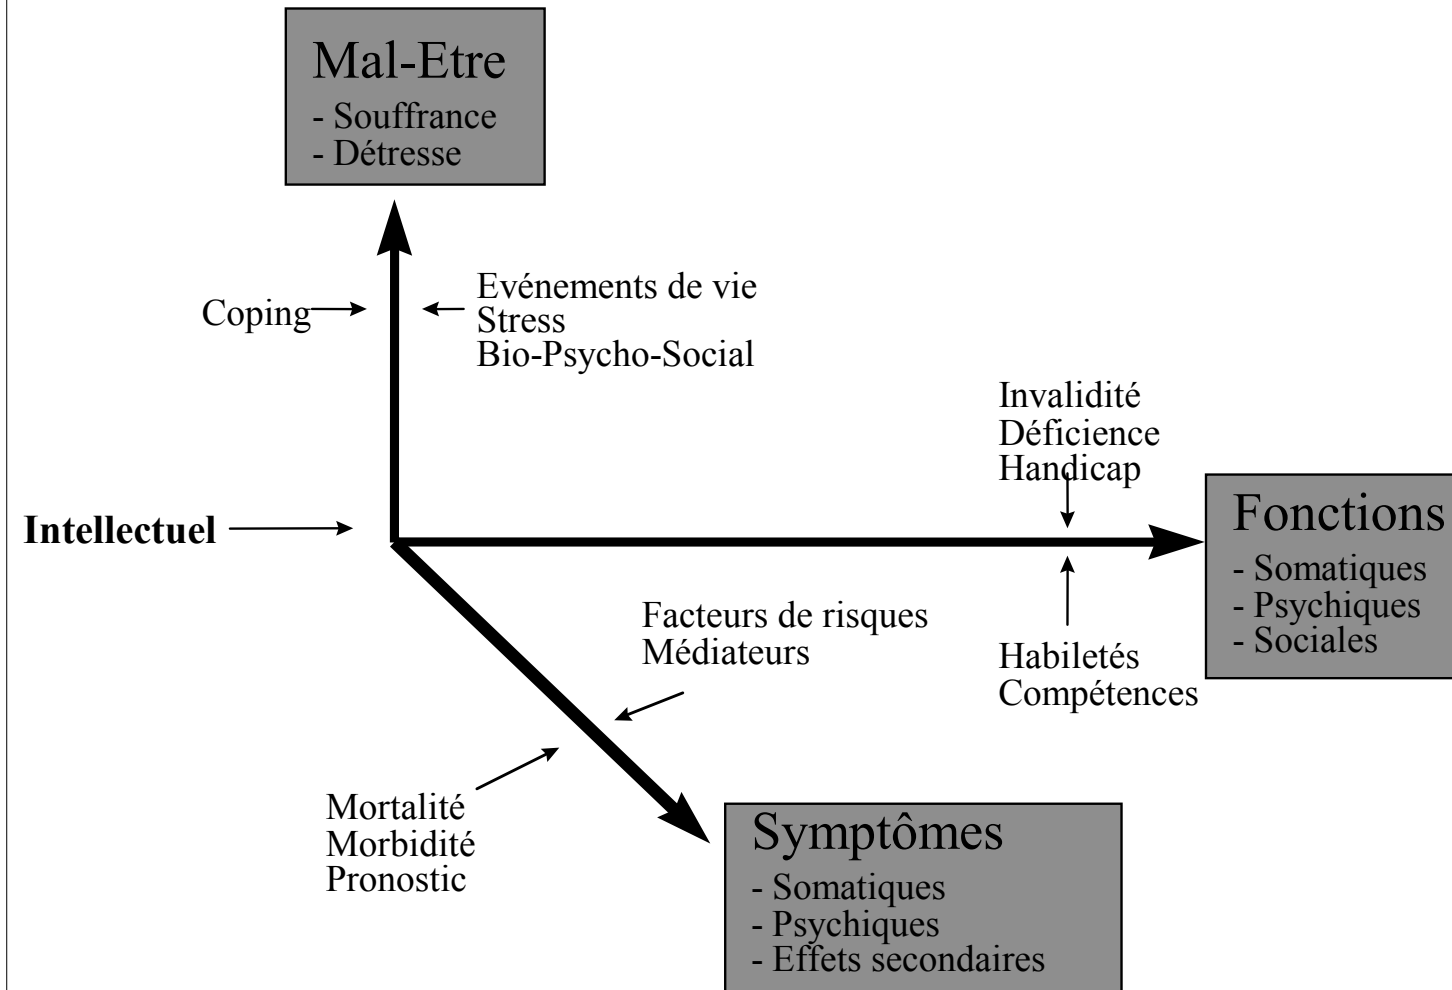 Mal-Etre
- Souffrance
- Détresse
Coping
Evénements de vie
Stress
Bio-Psycho-Social
Invalidité
Déficience
Handicap
Intellectuel
Fonctions
- Somatiques
- Psychiques
- Sociales
Facteurs de risques
Médiateurs
Habiletés
Compétences
Mortalité
Morbidité
Pronostic
Symptômes
- Somatiques
- Psychiques
- Effets secondaires